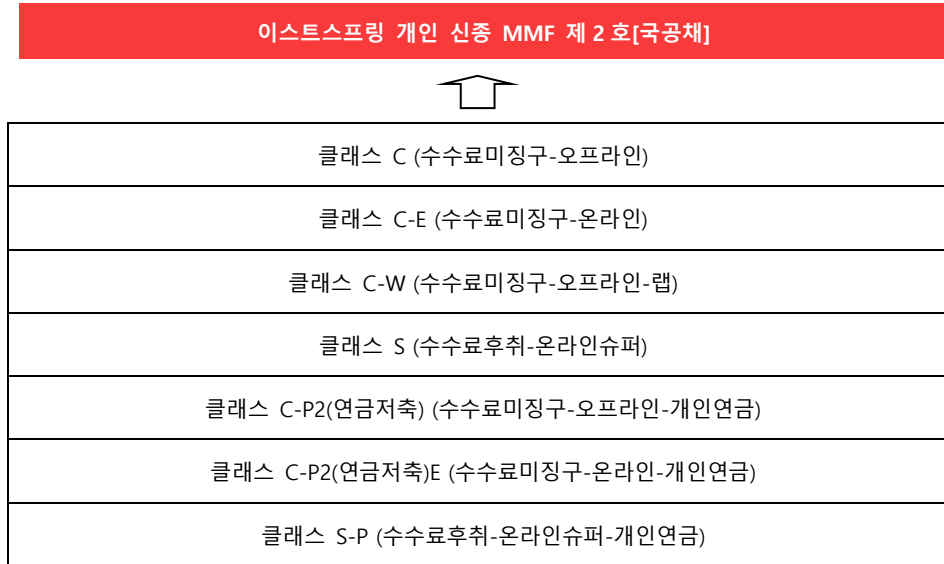 이스트스프링 개인 신종 MMF 제 2 호[국공채]
클래스 C (수수료미징구-오프라인)
클래스 C-E (수수료미징구-온라인)
클래스 C-W (수수료미징구-오프라인-랩)
클래스 S (수수료후취-온라인슈퍼)
클래스 C-P2(연금저축) (수수료미징구-오프라인-개인연금)
클래스 C-P2(연금저축)E (수수료미징구-온라인-개인연금)
클래스 S-P (수수료후취-온라인슈퍼-개인연금)